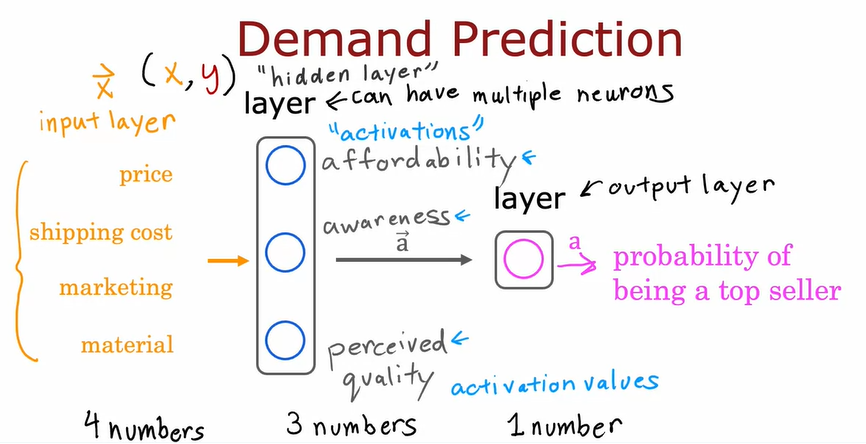 Demand Prediction
x⃗ (x, y)
"hidden layer"
layer ← can have multiple neurons
input layer
"activations"
price
affordability ←
layer ← output layer
shipping cost
awareness ←
a⃗
a
probability of
being a top seller
marketing
material
perceived ←
quality
activation values
4 numbers
3 numbers
1 number